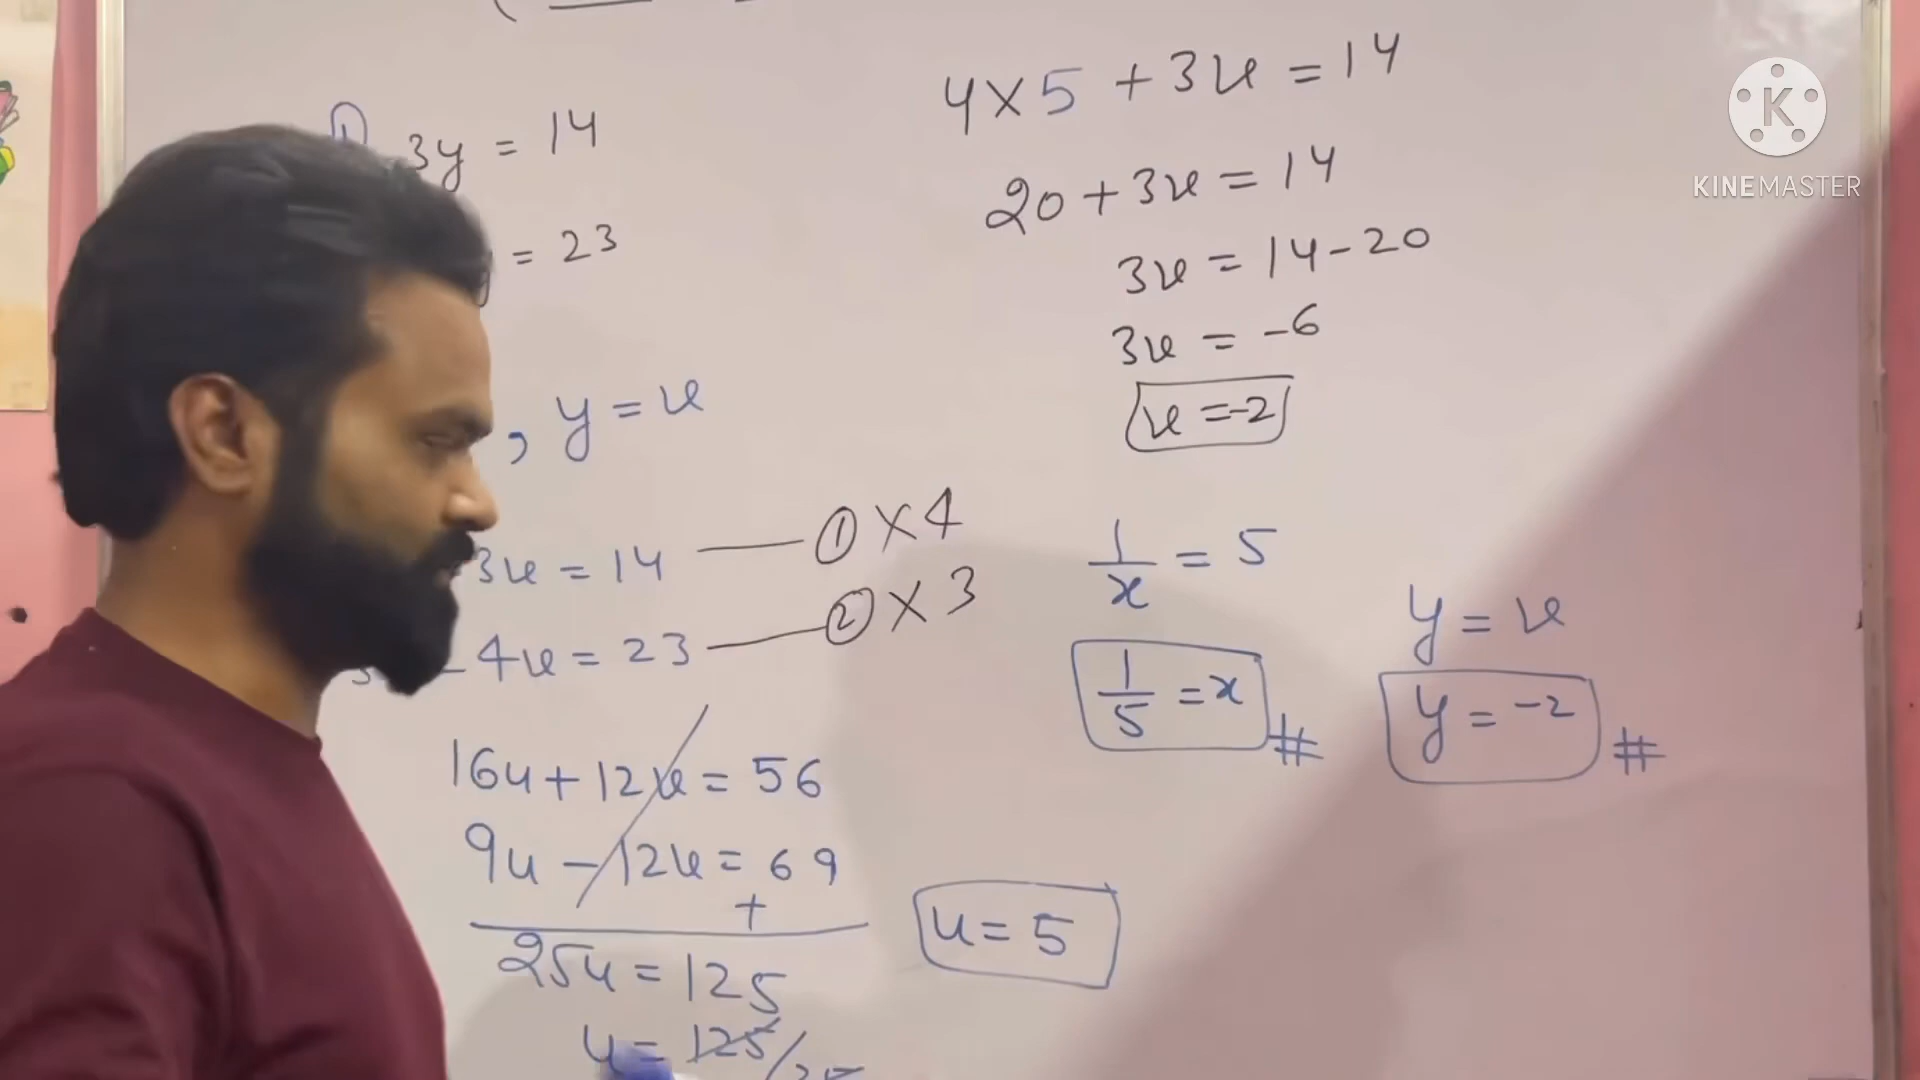 3y = 14
= 23
, y = v
3v = 14 —— ① × 4
- 4v = 23 —— ② × 3
16u + 12v = 56
9u - 12v = 69
+
25u = 125
u = 125/
u = 5
4 × 5 + 3v = 14
20 + 3v = 14
3v = 14 - 20
3v = -6
v = -2
1/x = 5
1/5 = x #
y = v
y = -2 #
K
KINEMASTER